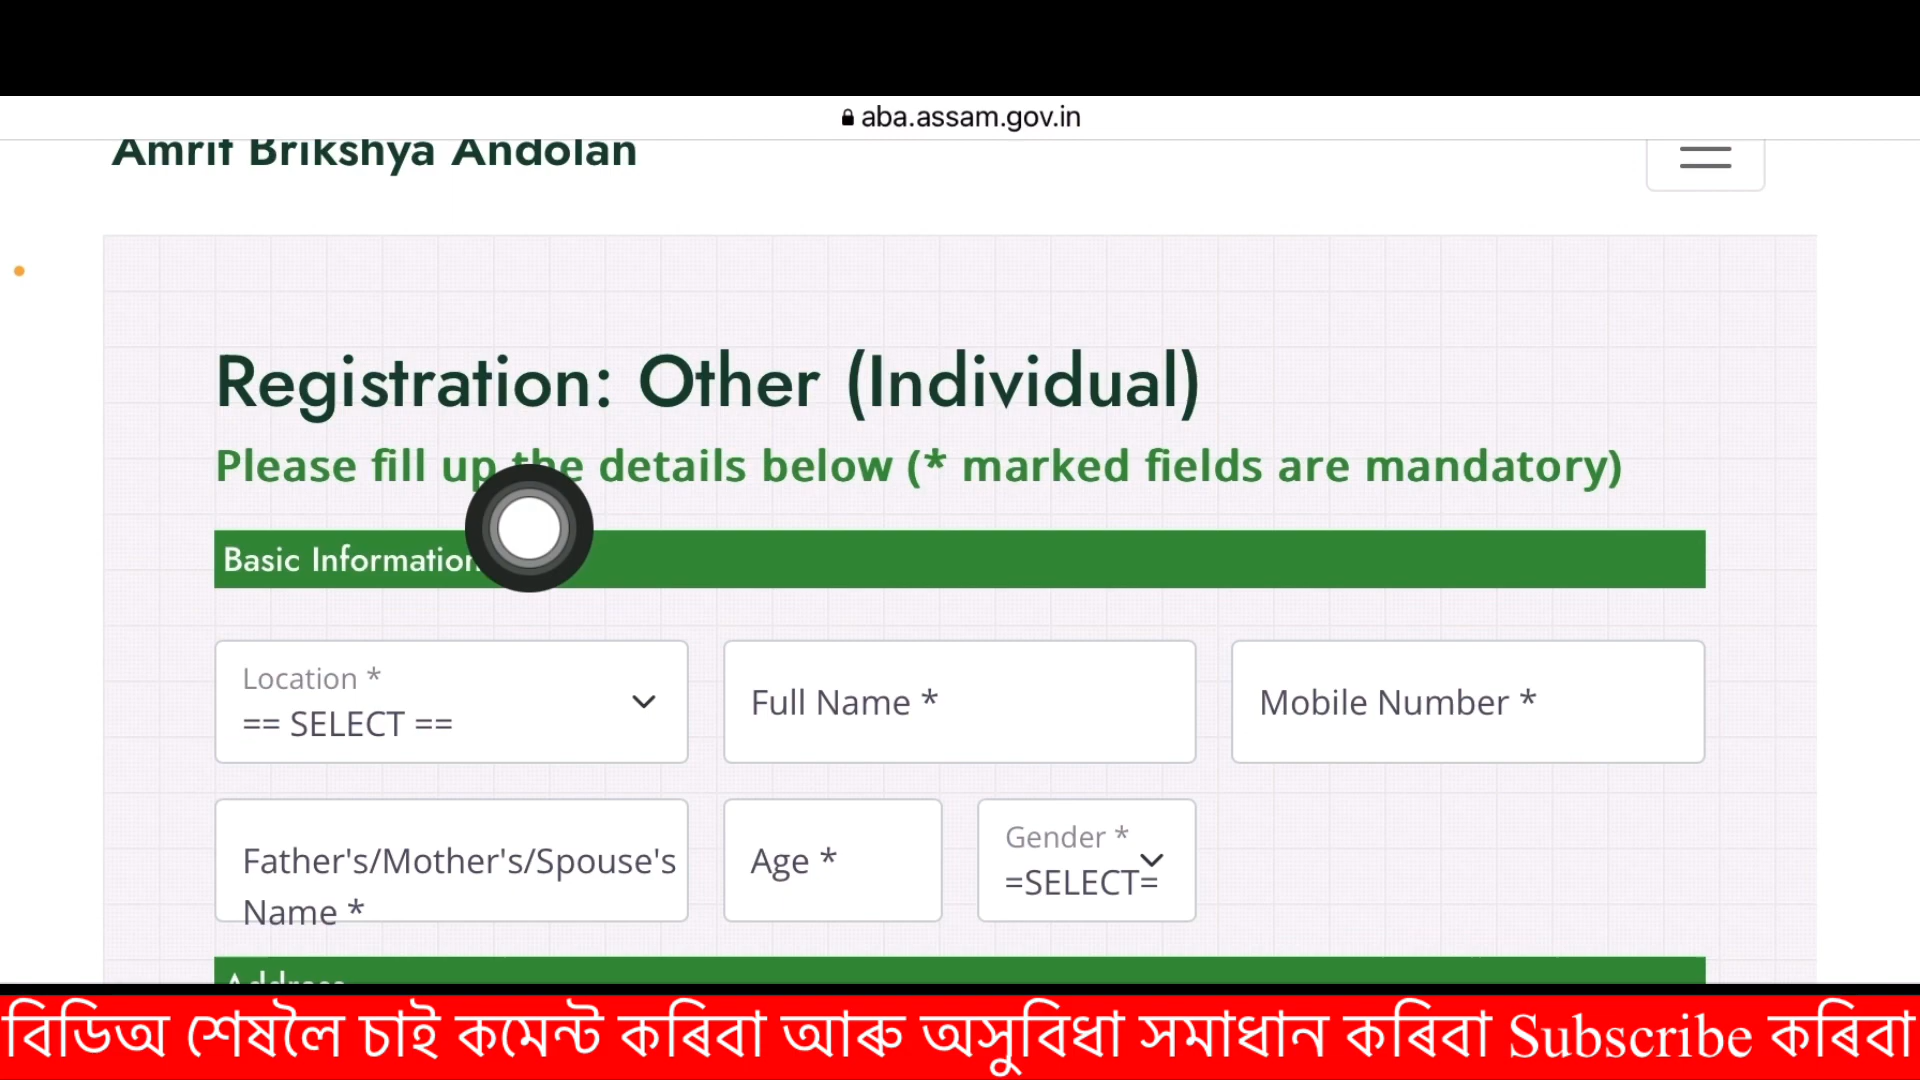 aba.assam.gov.in
Amrit Brikshya Andolan
Registration: Other (Individual)
Please fill up the details below (* marked fields are mandatory)
Basic Information
Location *
== SELECT ==
Full Name *
Mobile Number *
Father's/Mother's/Spouse's
Name *
Age *
Gender *
=SELECT=
Address
বিডিঅ শেষলৈ চাই কমেন্ট কৰিবা আৰু অসুবিধা সমাধান কৰিবা Subscribe কৰিবা